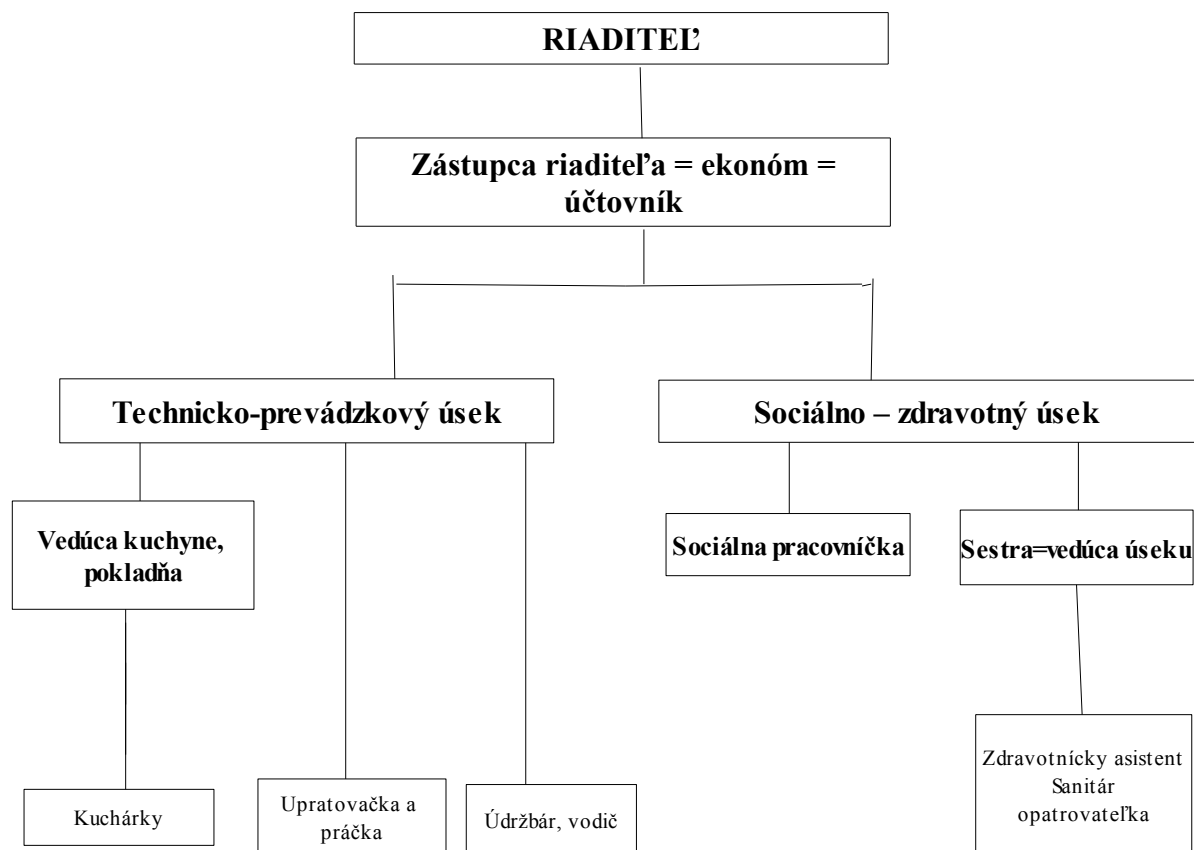 RIADITEĽ
Zástupca riaditeľa = ekonóm =
účtovník
Technicko-prevádzkový úsek
Sociálno – zdravotný úsek
Vedúca kuchyne,
pokladňa
Sociálna pracovníčka
Sestra=vedúca úseku
Kuchárky
Upratovačka a
práčka
Údržbár, vodič
Zdravotnícky asistent
Sanitár
opatrovateľka